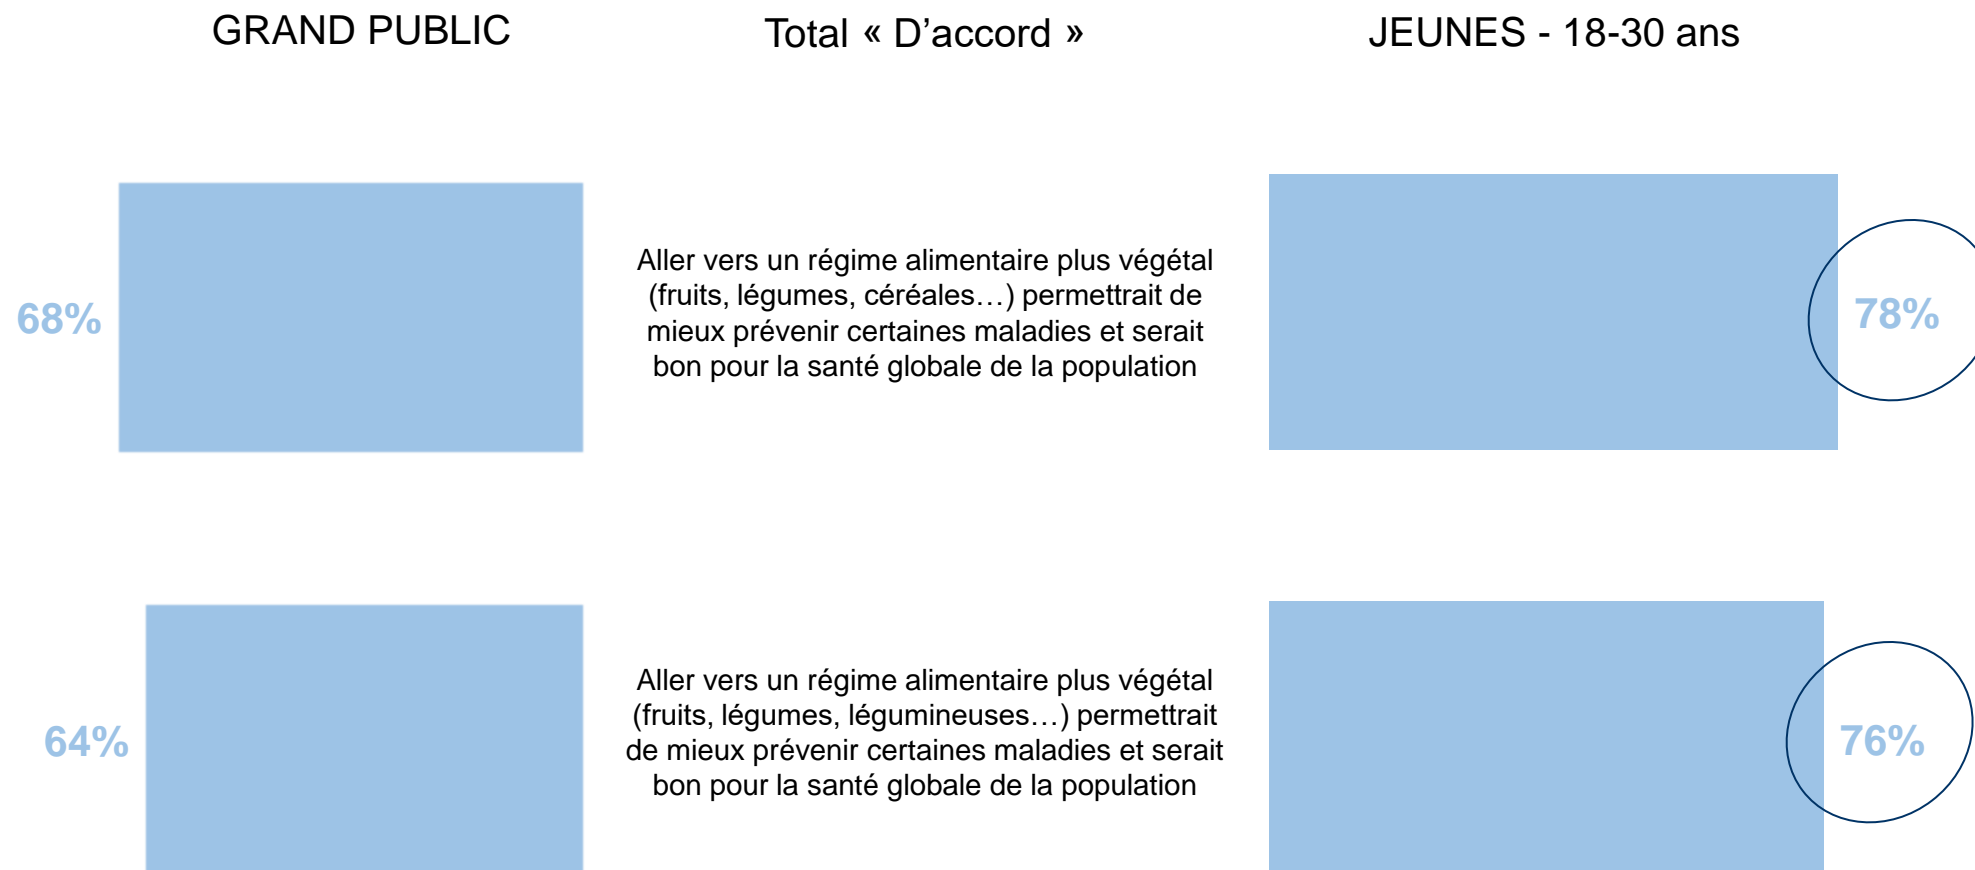 GRAND PUBLIC
Total « D’accord »
JEUNES - 18-30 ans
68%
Aller vers un régime alimentaire plus végétal
(fruits, légumes, céréales…) permettrait de
mieux prévenir certaines maladies et serait
bon pour la santé globale de la population
78%
64%
Aller vers un régime alimentaire plus végétal
(fruits, légumes, légumineuses…) permettrait
de mieux prévenir certaines maladies et serait
bon pour la santé globale de la population
76%